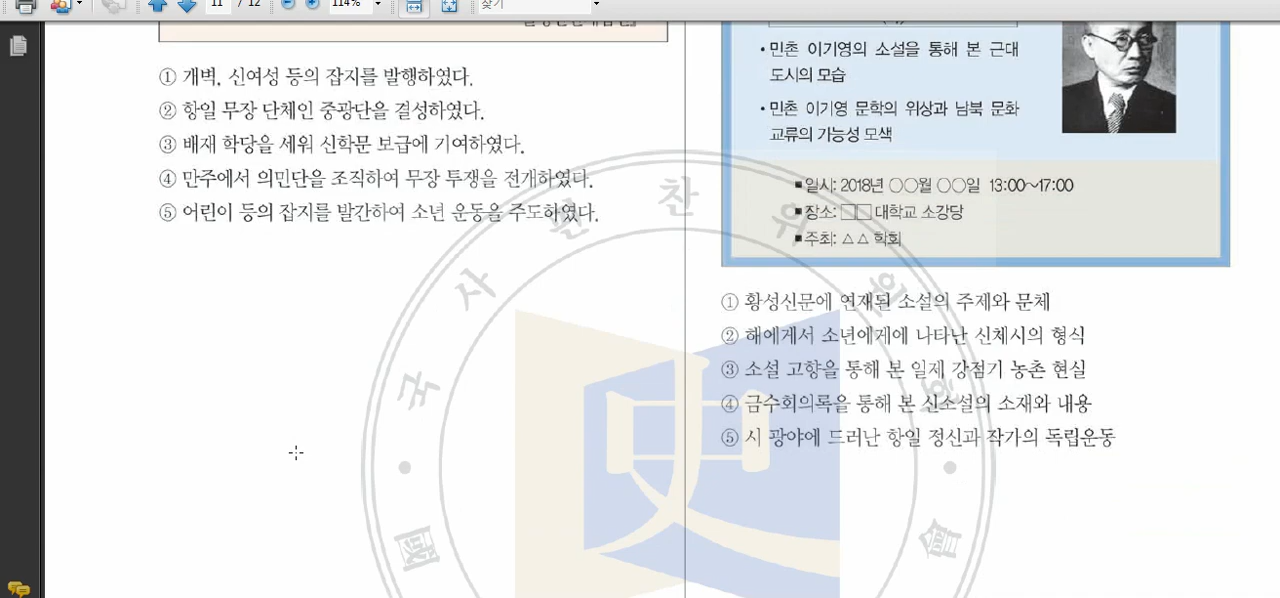 11 / 12
114%
찾기
① 개벽, 신여성 등의 잡지를 발행하였다.
② 항일 무장 단체인 중광단을 결성하였다.
③ 배재 학당을 세워 신학문 보급에 기여하였다.
④ 만주에서 의민단을 조직하여 무장 투쟁을 전개하였다.
⑤ 어린이 등의 잡지를 발간하여 소년 운동을 주도하였다.
• 민촌 이기영의 소설을 통해 본 근대
도시의 모습
• 민촌 이기영 문학의 위상과 남북 문화
교류의 가능성 모색
■ 일시: 2018년 ○○월 ○○일 13:00~17:00
■ 장소: □□ 대학교 소강당
■ 주최: △△ 학회
① 황성신문에 연재된 소설의 주제와 문체
② 해에게서 소년에게에 나타난 신체시의 형식
③ 소설 고향을 통해 본 일제 강점기 농촌 현실
④ 금수회의록을 통해 본 신소설의 소재와 내용
⑤ 시 광야에 드러난 항일 정신과 작가의 독립운동
국사편찬위원회
國 史 會